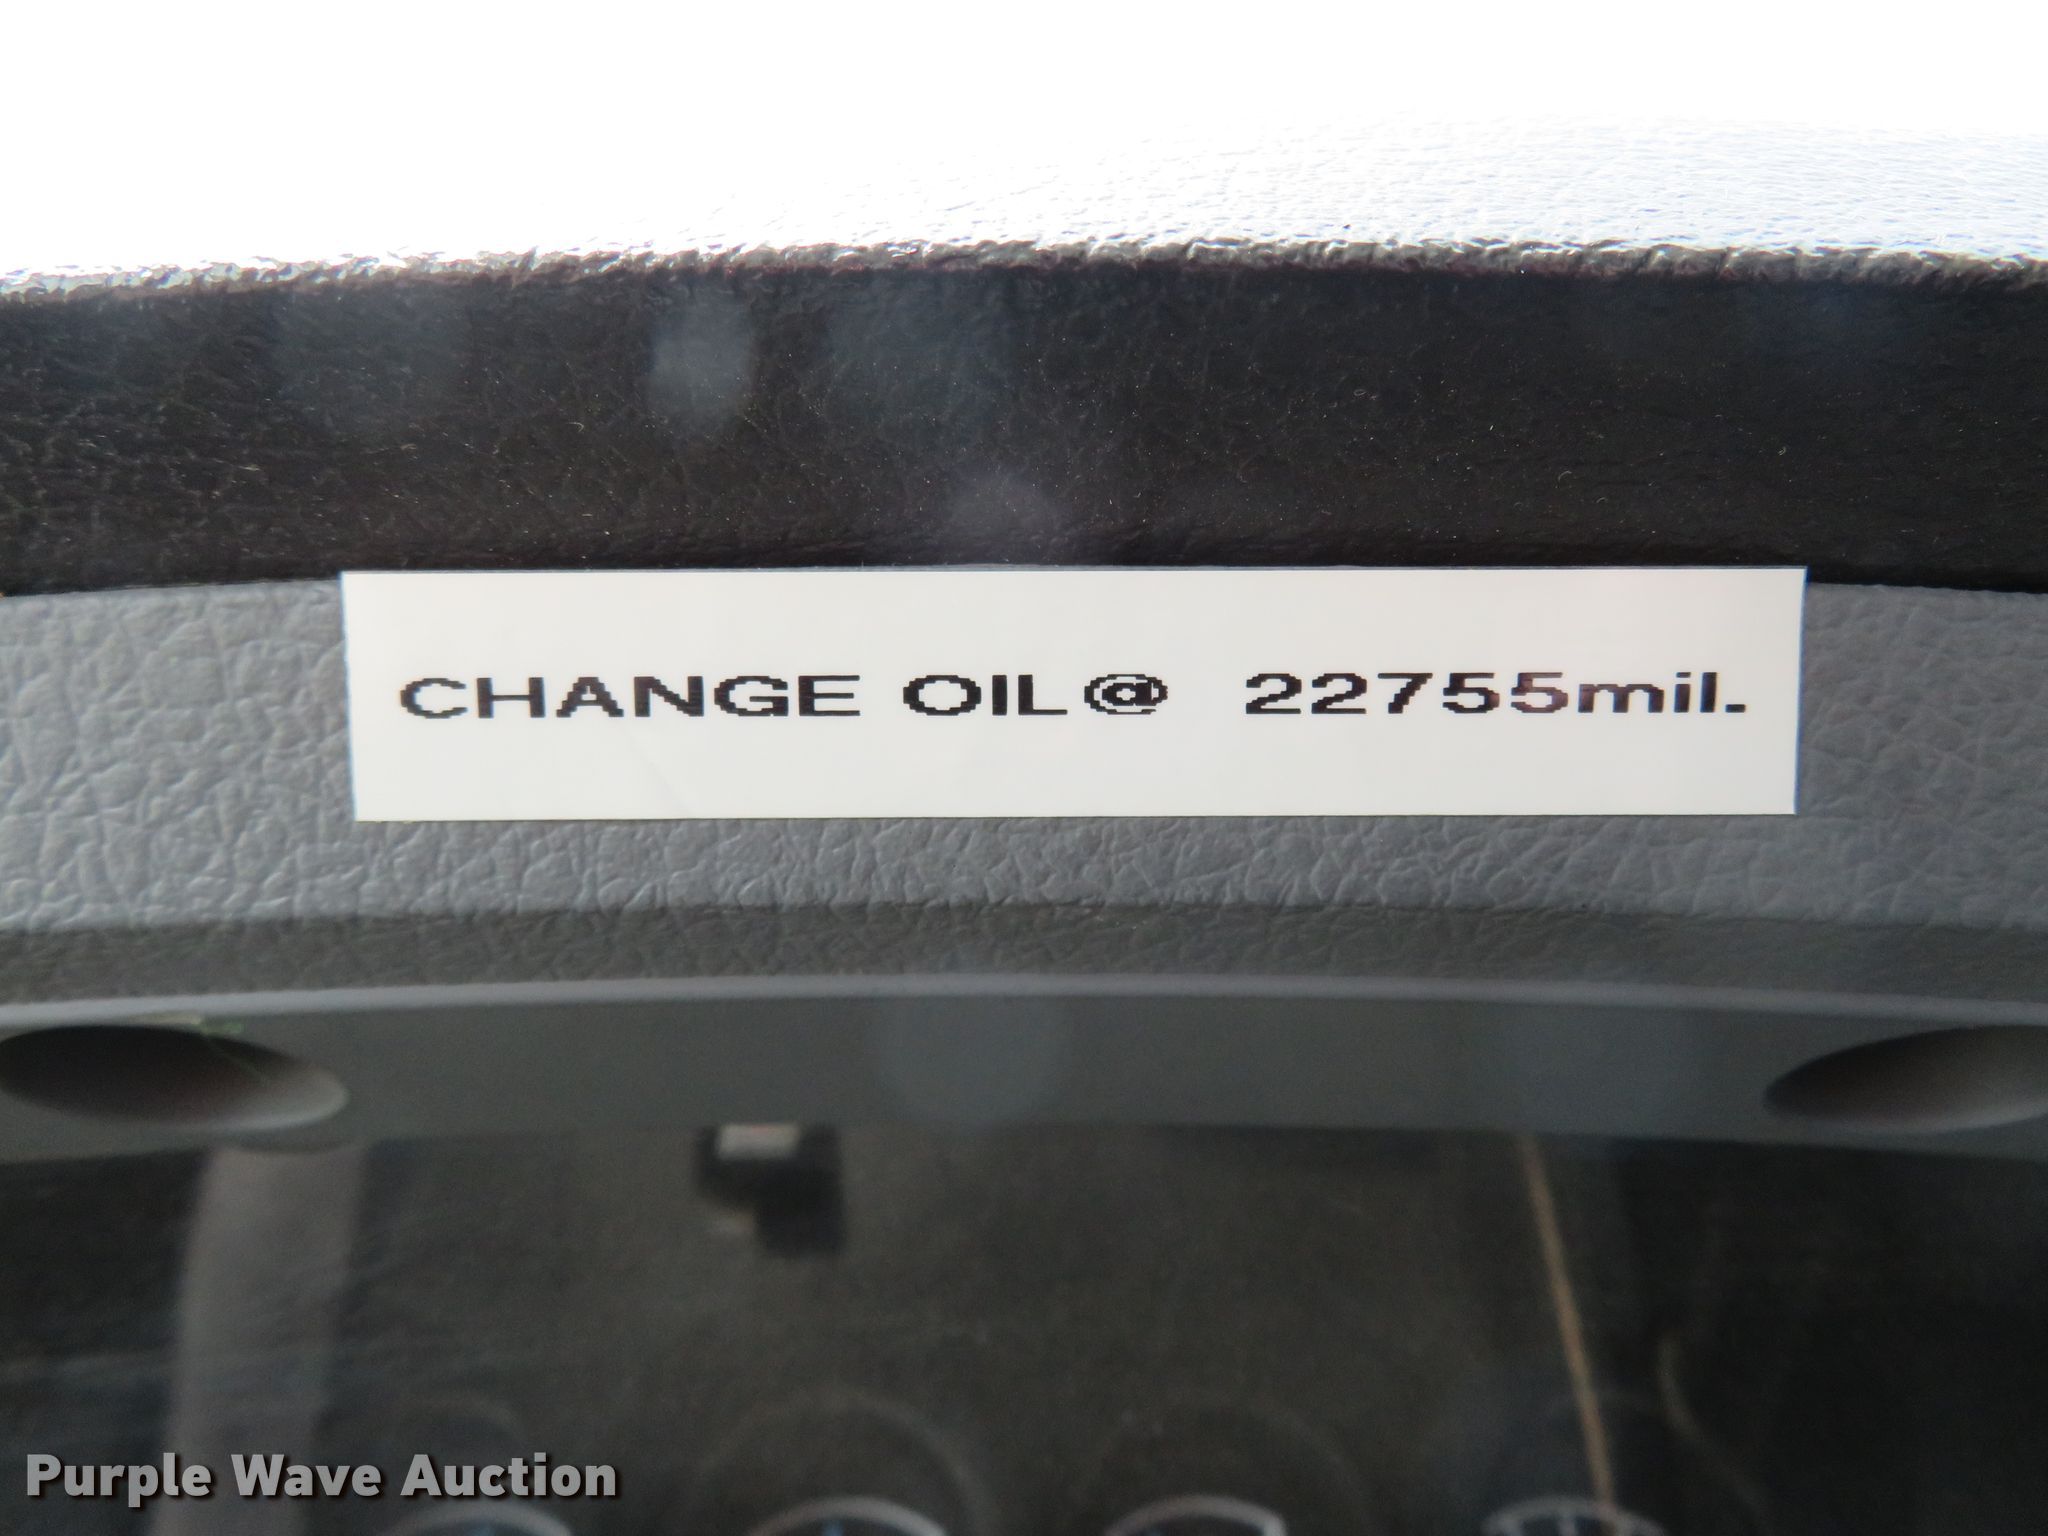 CHANGE OIL@ 22755mil.
Purple Wave Auction